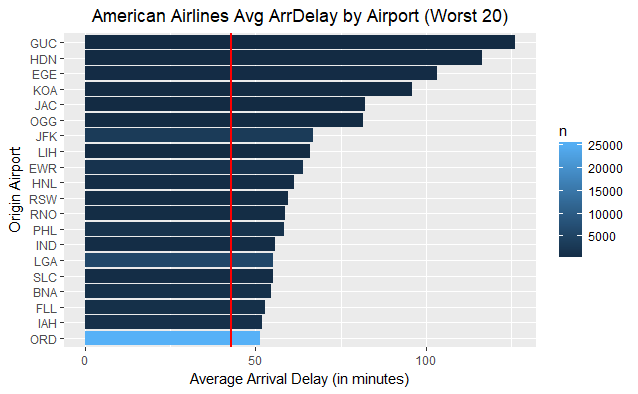 American Airlines Avg ArrDelay by Airport (Worst 20)
Origin Airport
GUC
HDN
EGE
KOA
JAC
OGG
JFK
LIH
EWR
HNL
RSW
RNO
PHL
IND
LGA
SLC
BNA
FLL
IAH
ORD
0 50 100
Average Arrival Delay (in minutes)
n
25000
20000
15000
10000
5000